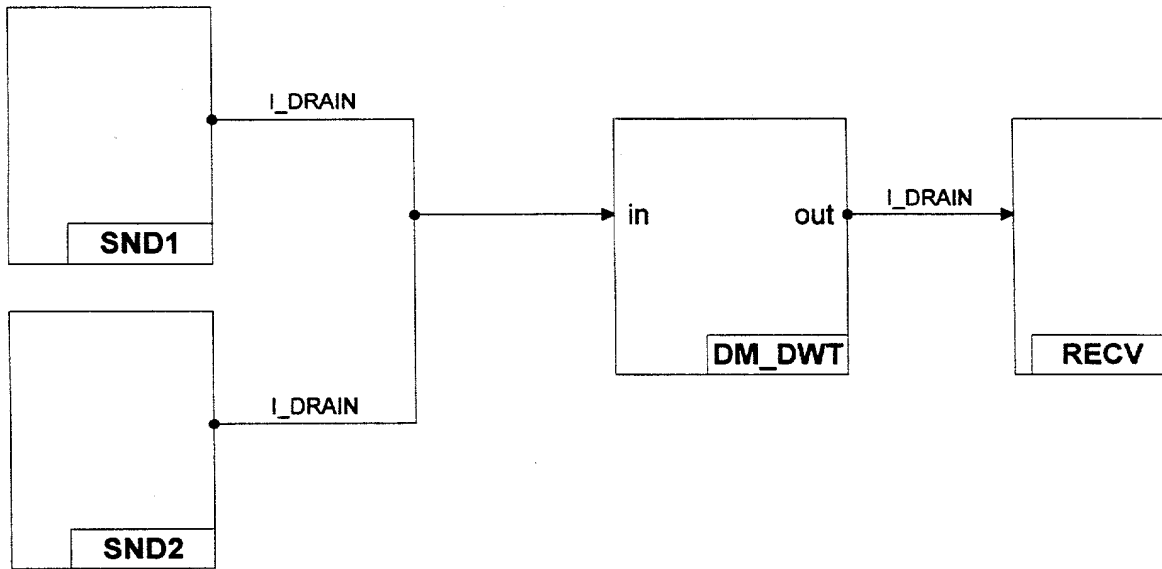 I_DRAIN
SND1
in
out
I_DRAIN
DM_DWT
RECV
I_DRAIN
SND2